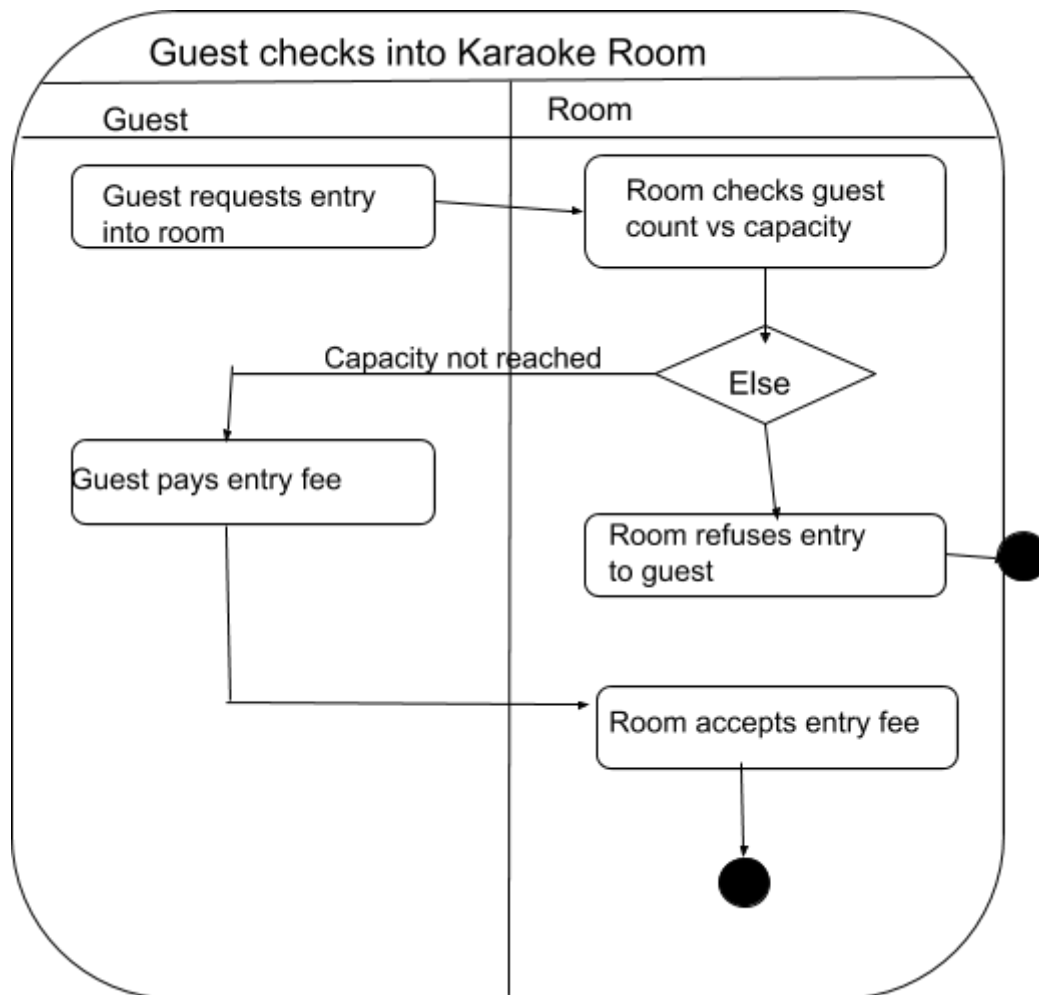 Guest checks into Karaoke Room
Guest
Room
Guest requests entry
into room
Room checks guest
count vs capacity
Capacity not reached
Else
Guest pays entry fee
Room refuses entry
to guest
Room accepts entry fee